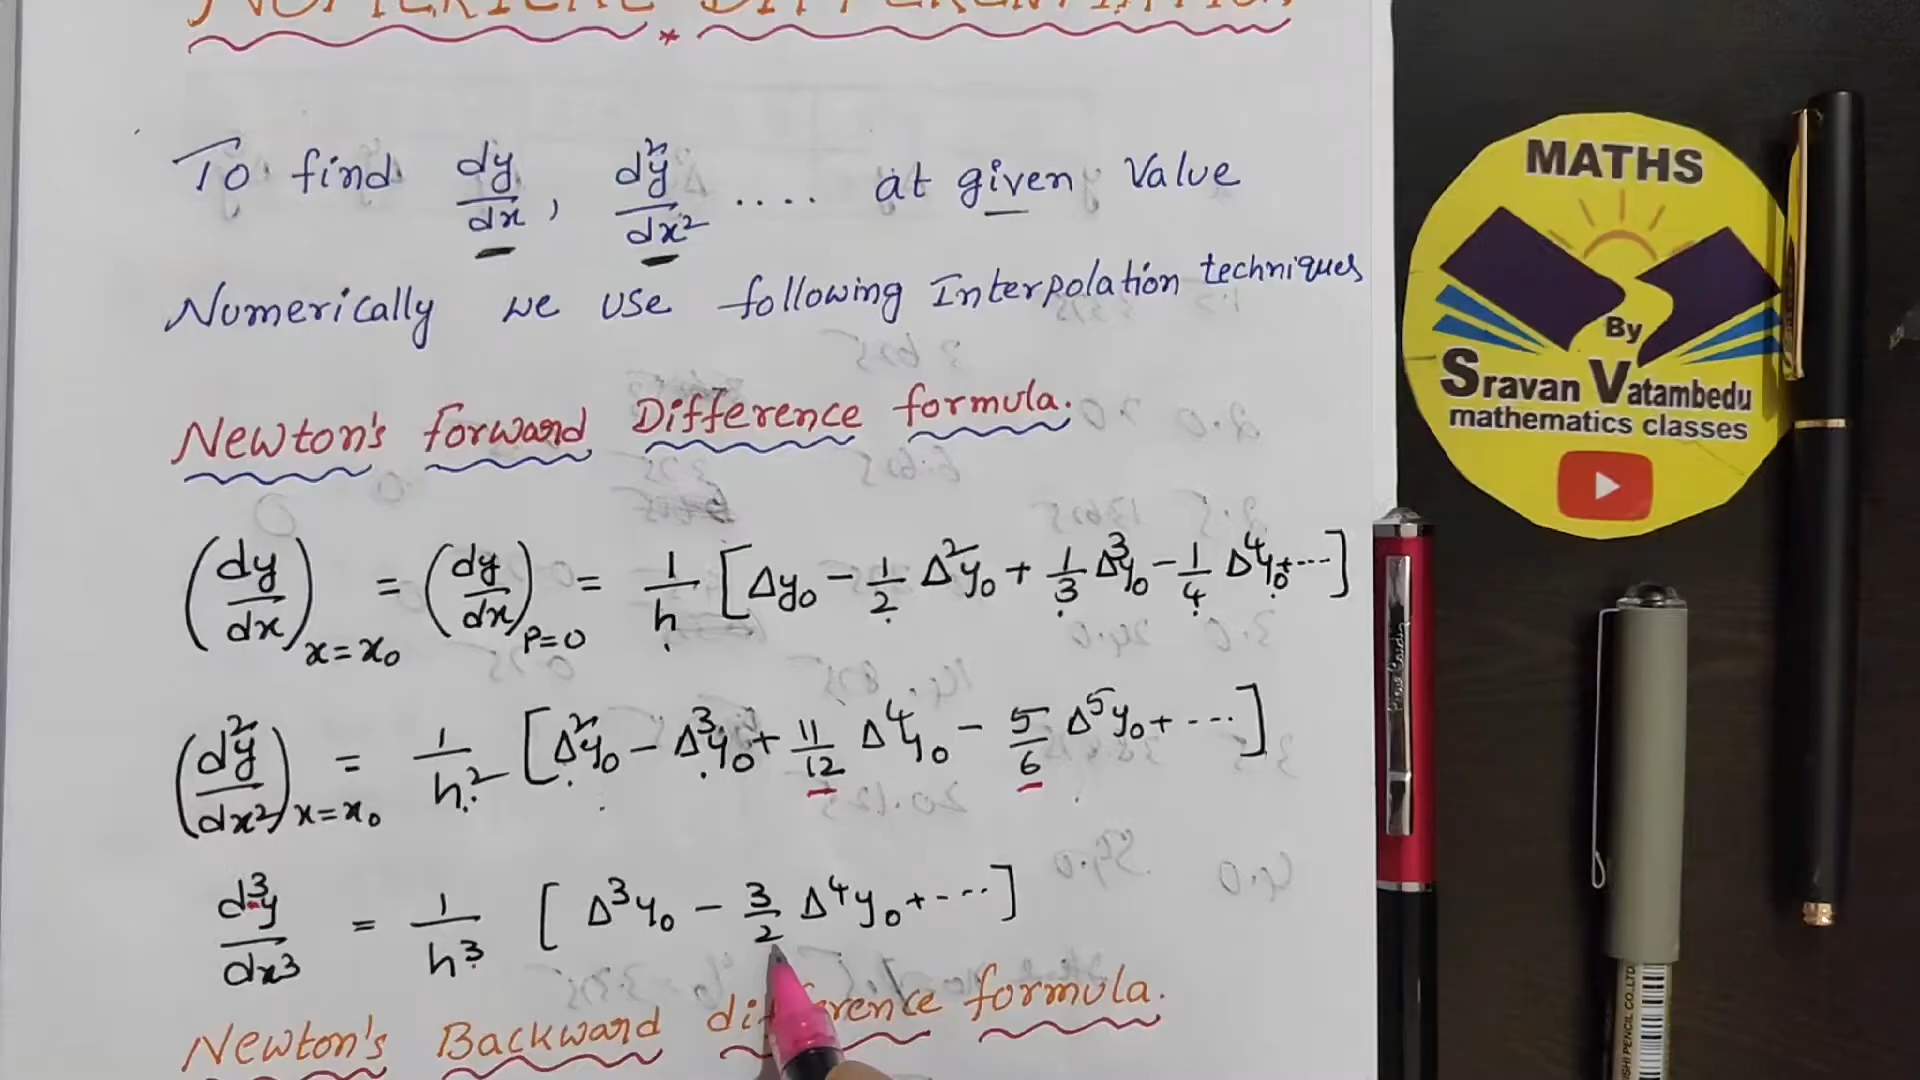 NUMERICAL DIFFERENTIATION
To find dy/dx, d²y/dx² .... at given Value
Numerically we use following Interpolation techniques
Newton's forward Difference formula.
(dy/dx)x=x₀ = (dy/dx)P=0 = 1/h [Δy₀ - 1/2 Δ²y₀ + 1/3 Δ³y₀ - 1/4 Δ⁴y₀ + ---]
(d²y/dx²)x=x₀ = 1/h² [Δ²y₀ - Δ³y₀ + 11/12 Δ⁴y₀ - 5/6 Δ⁵y₀ + ----]
d³y/dx³ = 1/h³ [Δ³y₀ - 3/2 Δ⁴y₀ + ---]
Newton's Backward difference formula.
MATHS
By
Sravan Vatambedu
mathematics classes